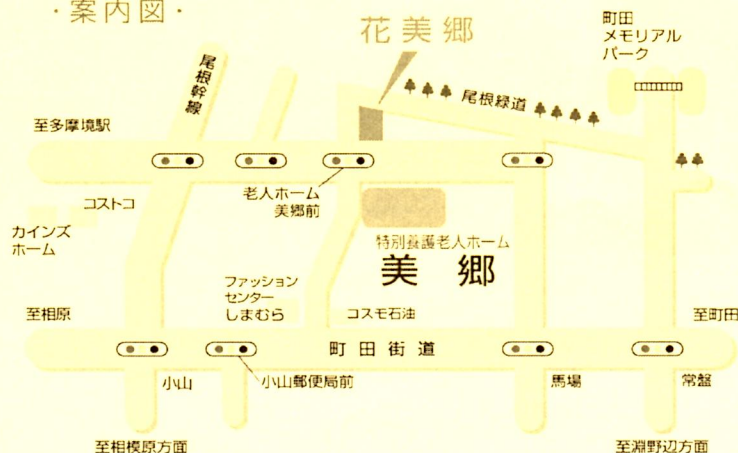 ・案内図・
花美郷
町田
メモリアル
パーク
尾根幹線
尾根緑道
至多摩境駅
老人ホーム
美郷前
コストコ
カインズ
ホーム
特別養護老人ホーム
美郷
ファッション
センター
しまむら
コスモ石油
至相原
至町田
町田街道
小山
小山郵便局前
馬場
常盤
至相模原方面
至淵野辺方面